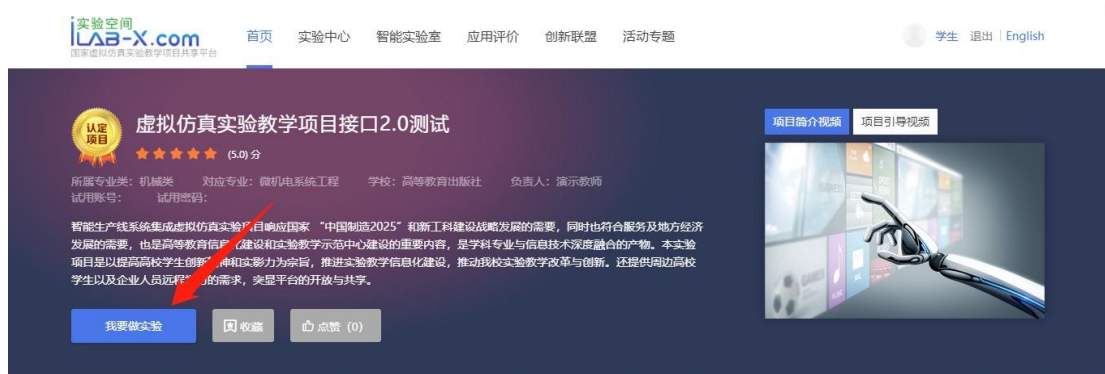 实验空间
iLAB-X.com
国家虚拟仿真实验教学项目共享平台
首页 实验中心 智能实验室 应用评价 创新联盟 活动专题
学生 退出 English
认定
项目
虚拟仿真实验教学项目接口2.0测试
(5.0) 分
所属专业类: 机械类 对应专业: 微机电系统工程 学校: 高等教育出版社 负责人: 演示教师
试用账号: 试用密码:
智能生产线系统集成虚拟仿真实验项目响应国家 “中国制造2025” 和新工科建设战略发展的需要, 同时也符合服务及地方经济
发展的需要, 也是高等教育信息化建设和实验教学示范中心建设的重要内容, 是学科专业与信息技术深度融合的产物。本实验
项目是以提高高校学生创新精神和实影力为宗旨, 推进实验教学信息化建设, 推动我校实验教学改革与创新。还提供周边高校
学生以及企业人员远程 的需求, 突显平台的开放与共享。
我要做实验 收藏 点赞 (0)
项目简介视频 项目引导视频